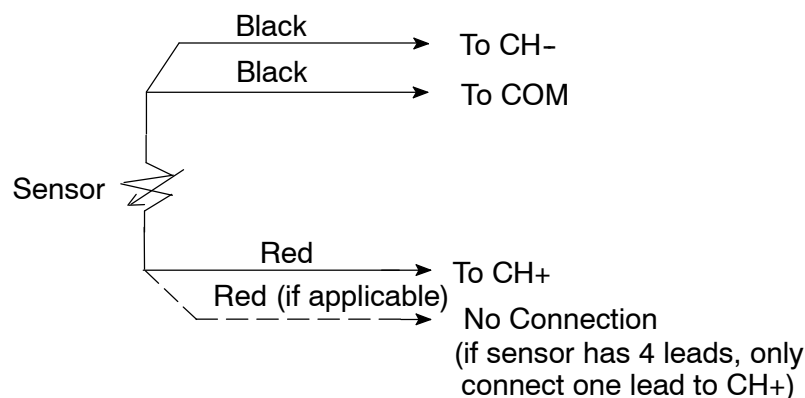 Black
To CH-
Black
To COM
Sensor
Red
To CH+
Red (if applicable)
No Connection
(if sensor has 4 leads, only
connect one lead to CH+)